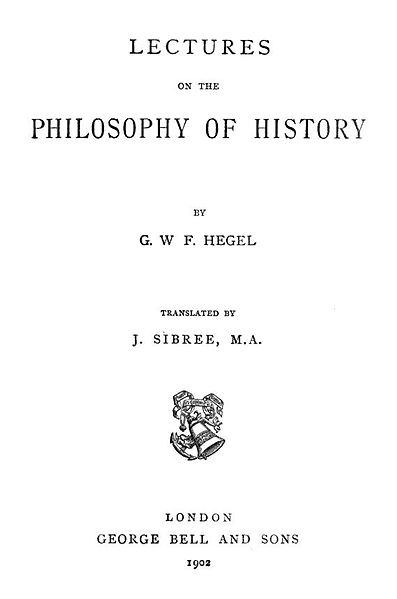 LECTURES
ON THE
PHILOSOPHY OF HISTORY
BY
G. W F. HEGEL
TRANSLATED BY
J. SIBREE, M.A.
LONDON
GEORGE BELL AND SONS
1902